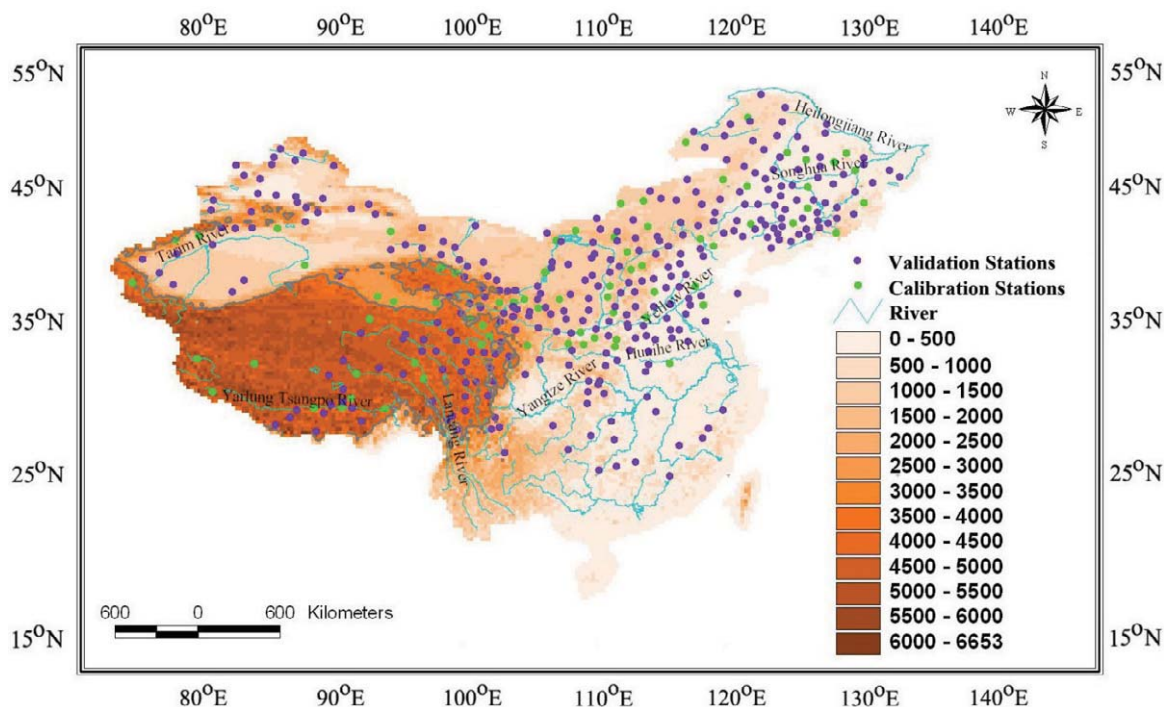 80°E 90°E 100°E 110°E 120°E 130°E 140°E
55°N 55°N
N
W E
S
Heilongjiang River
Songhua River
45°N 45°N
Tarim River
Validation Stations
Calibration Stations
Yellow River
River
35°N 35°N
0 - 500
Huaihe River
500 - 1000
Yangtze River
1000 - 1500
Yarlung Tsangpo River
1500 - 2000
Lancang River
2000 - 2500
25°N 25°N
2500 - 3000
3000 - 3500
3500 - 4000
4000 - 4500
4500 - 5000
5000 - 5500
600 0 600 Kilometers
5500 - 6000
15°N 15°N
6000 - 6653
80°E 90°E 100°E 110°E 120°E 130°E 140°E